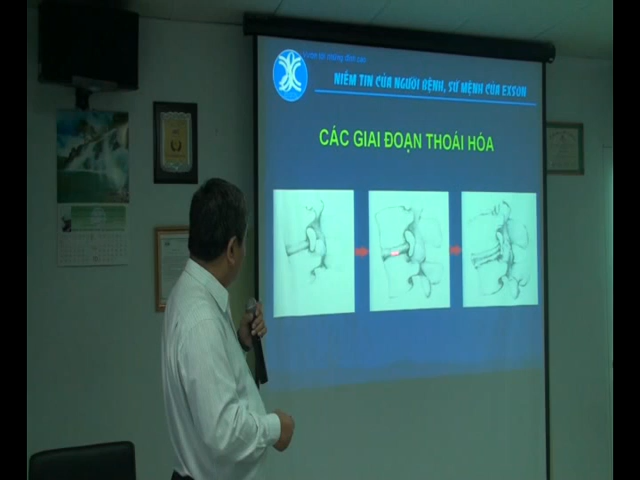 NIỀM TIN CỦA NGƯỜI BỆNH, SỨ MỆNH CỦA EXSON
CÁC GIAI ĐOẠN THOÁI HÓA